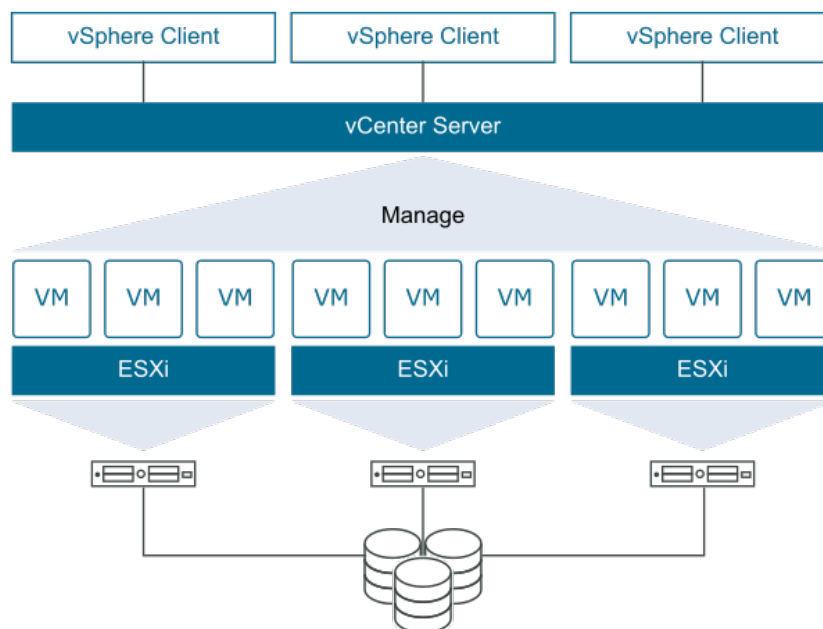 vSphere Client
vSphere Client
vSphere Client
vCenter Server
Manage
VM
VM
VM
VM
VM
VM
VM
VM
VM
ESXi
ESXi
ESXi